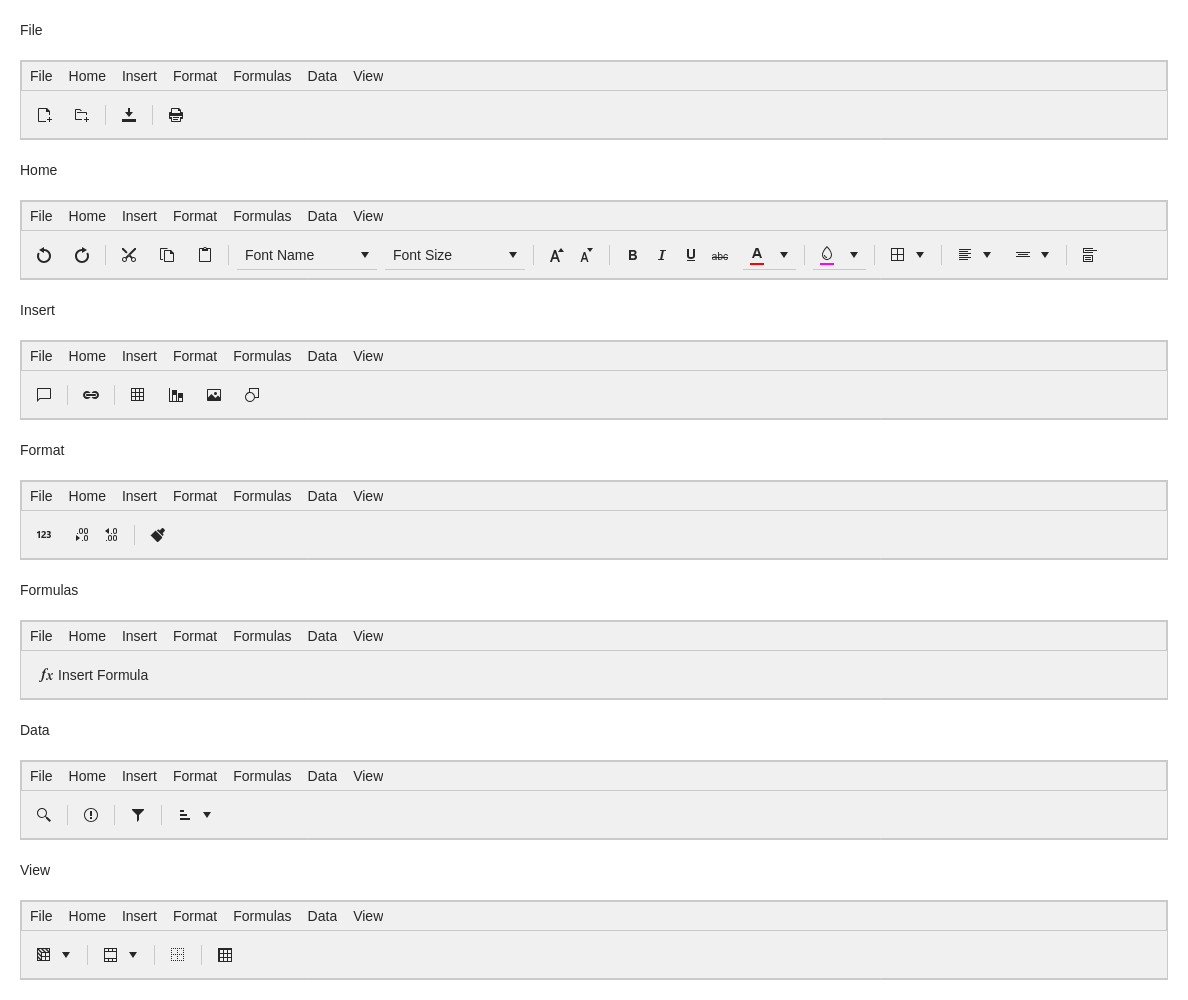 File
File Home Insert Format Formulas Data View
Home
File Home Insert Format Formulas Data View
Font Name Font Size A A B I U abc A
Insert
File Home Insert Format Formulas Data View
Format
File Home Insert Format Formulas Data View
123 .00 .0 .0 .00
Formulas
File Home Insert Format Formulas Data View
fx Insert Formula
Data
File Home Insert Format Formulas Data View
View
File Home Insert Format Formulas Data View